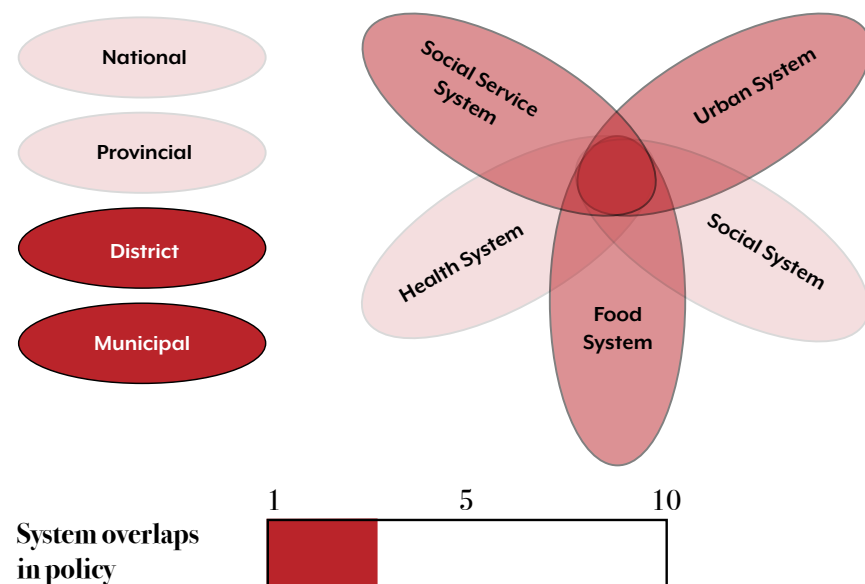 National
Provincial
District
Municipal
Social Service
System
Urban System
Health System
Social System
Food
System
1 5 10
System overlaps
in policy